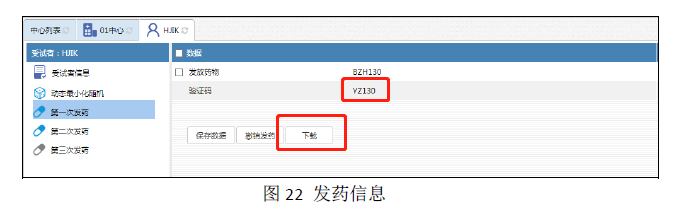 中心列表 01中心 HJIK
受试者：HJIK
数据
受试者信息
发放药物 BZH130
动态最小化随机
验证码 YZ130
第一次发药
第二次发药
保存数据 撤销发药 下载
第三次发药
图 22 发药信息